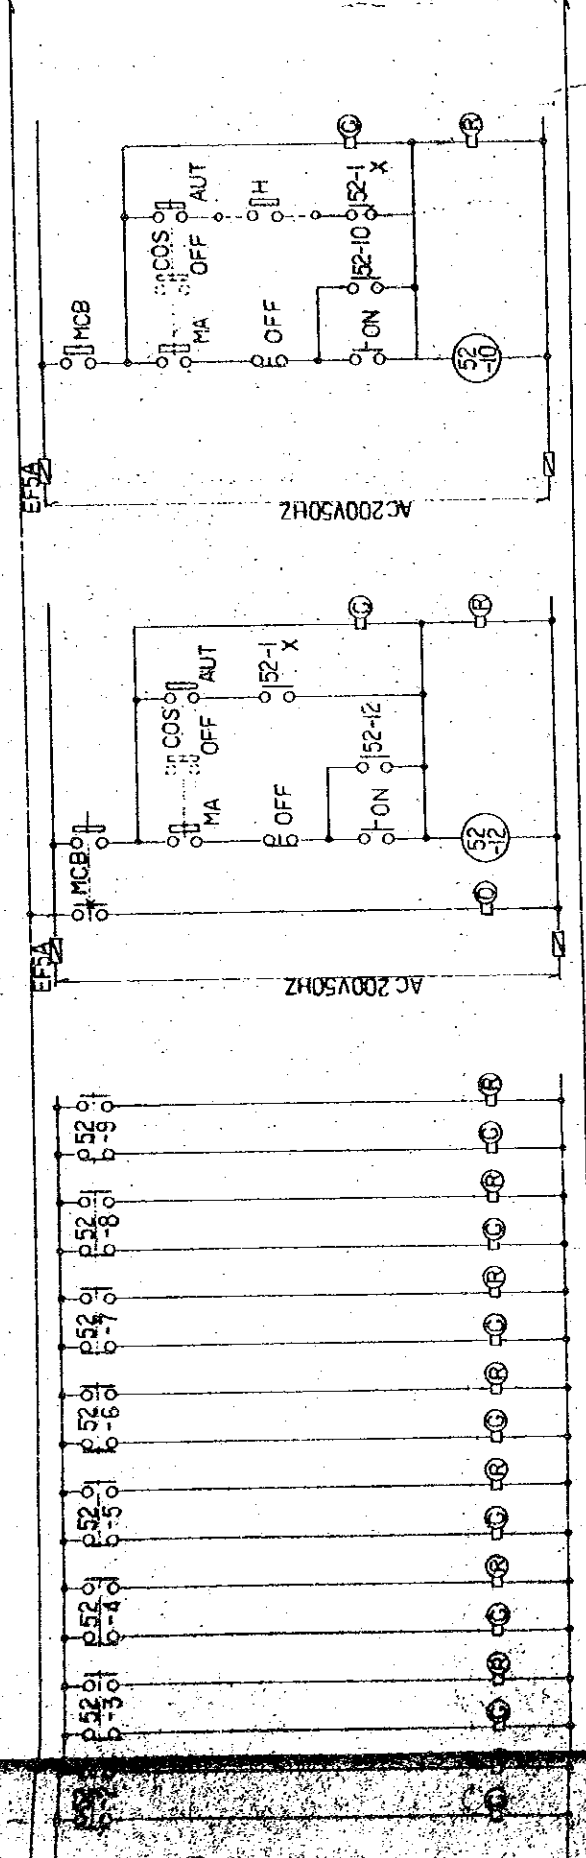 G
R
AUT
H
52-1
X
COS
OFF
52-10
MCB
MA
OFF
ON
52
-10
EF5A
AC200V50HZ
G
R
AUT
52-1
X
COS
OFF
52-12
MCB
MA
OFF
ON
52
-12
O
EF5A
AC200V50HZ
R
52
-9
G
R
52
-8
G
R
52
-7
G
R
52
-6
G
R
52
-5
G
R
52
-4
G
R
52
-3
G
G